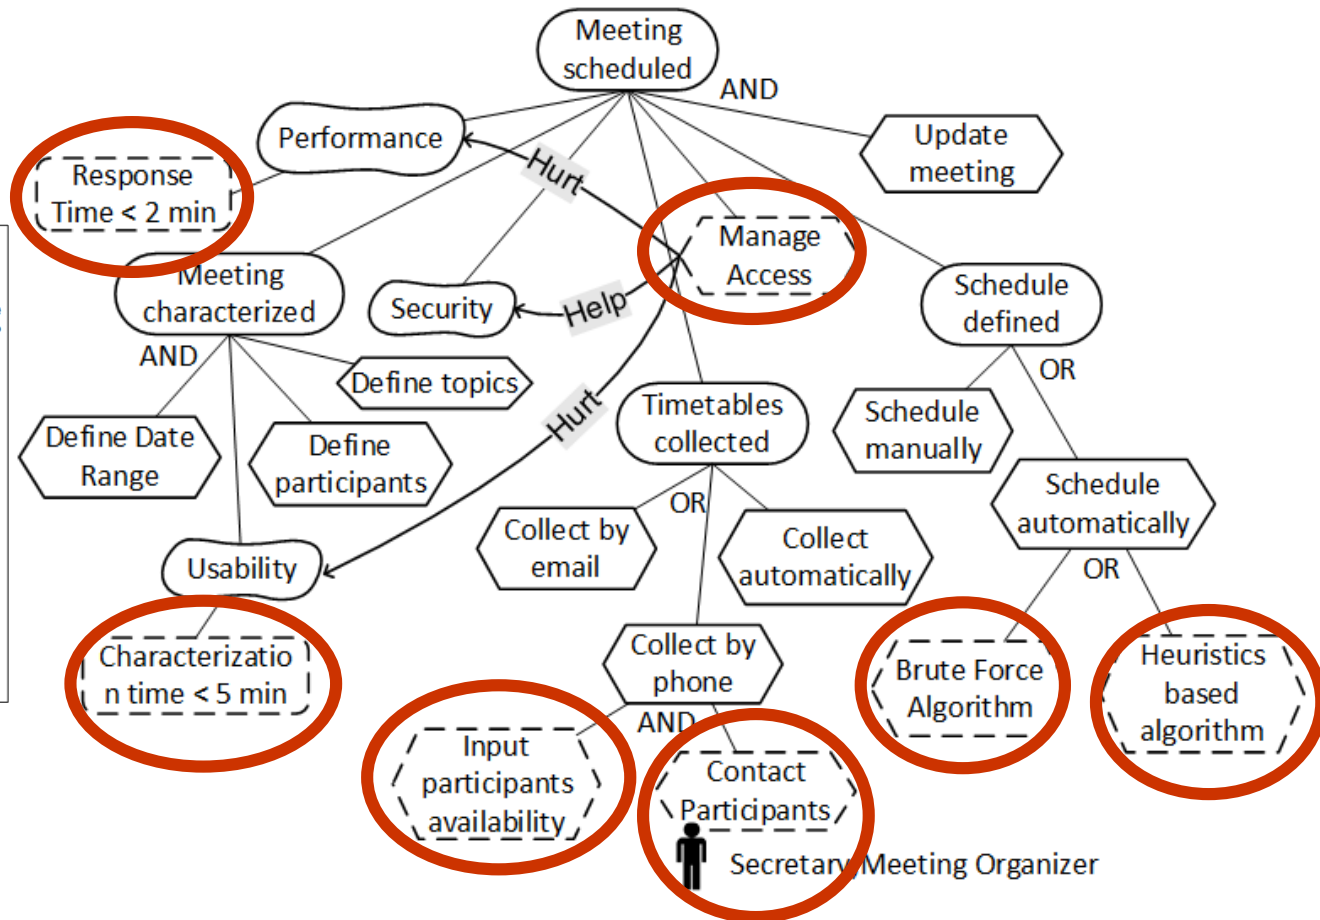 Meeting
scheduled
AND
Performance
Update
meeting
Hurt
Response
Time < 2 min
Manage
Access
Meeting
characterized
Security
Help
Schedule
defined
AND
OR
Define topics
Hurt
Timetables
collected
Schedule
manually
Define Date
Range
Define
participants
Schedule
automatically
OR
Collect by
email
Collect
automatically
Usability
OR
Characterizatio
n time < 5 min
Collect by
phone
Brute Force
Algorithm
Heuristics
based
algorithm
AND
Input
participants
availability
Contact
Participants
Secretary Meeting Organizer